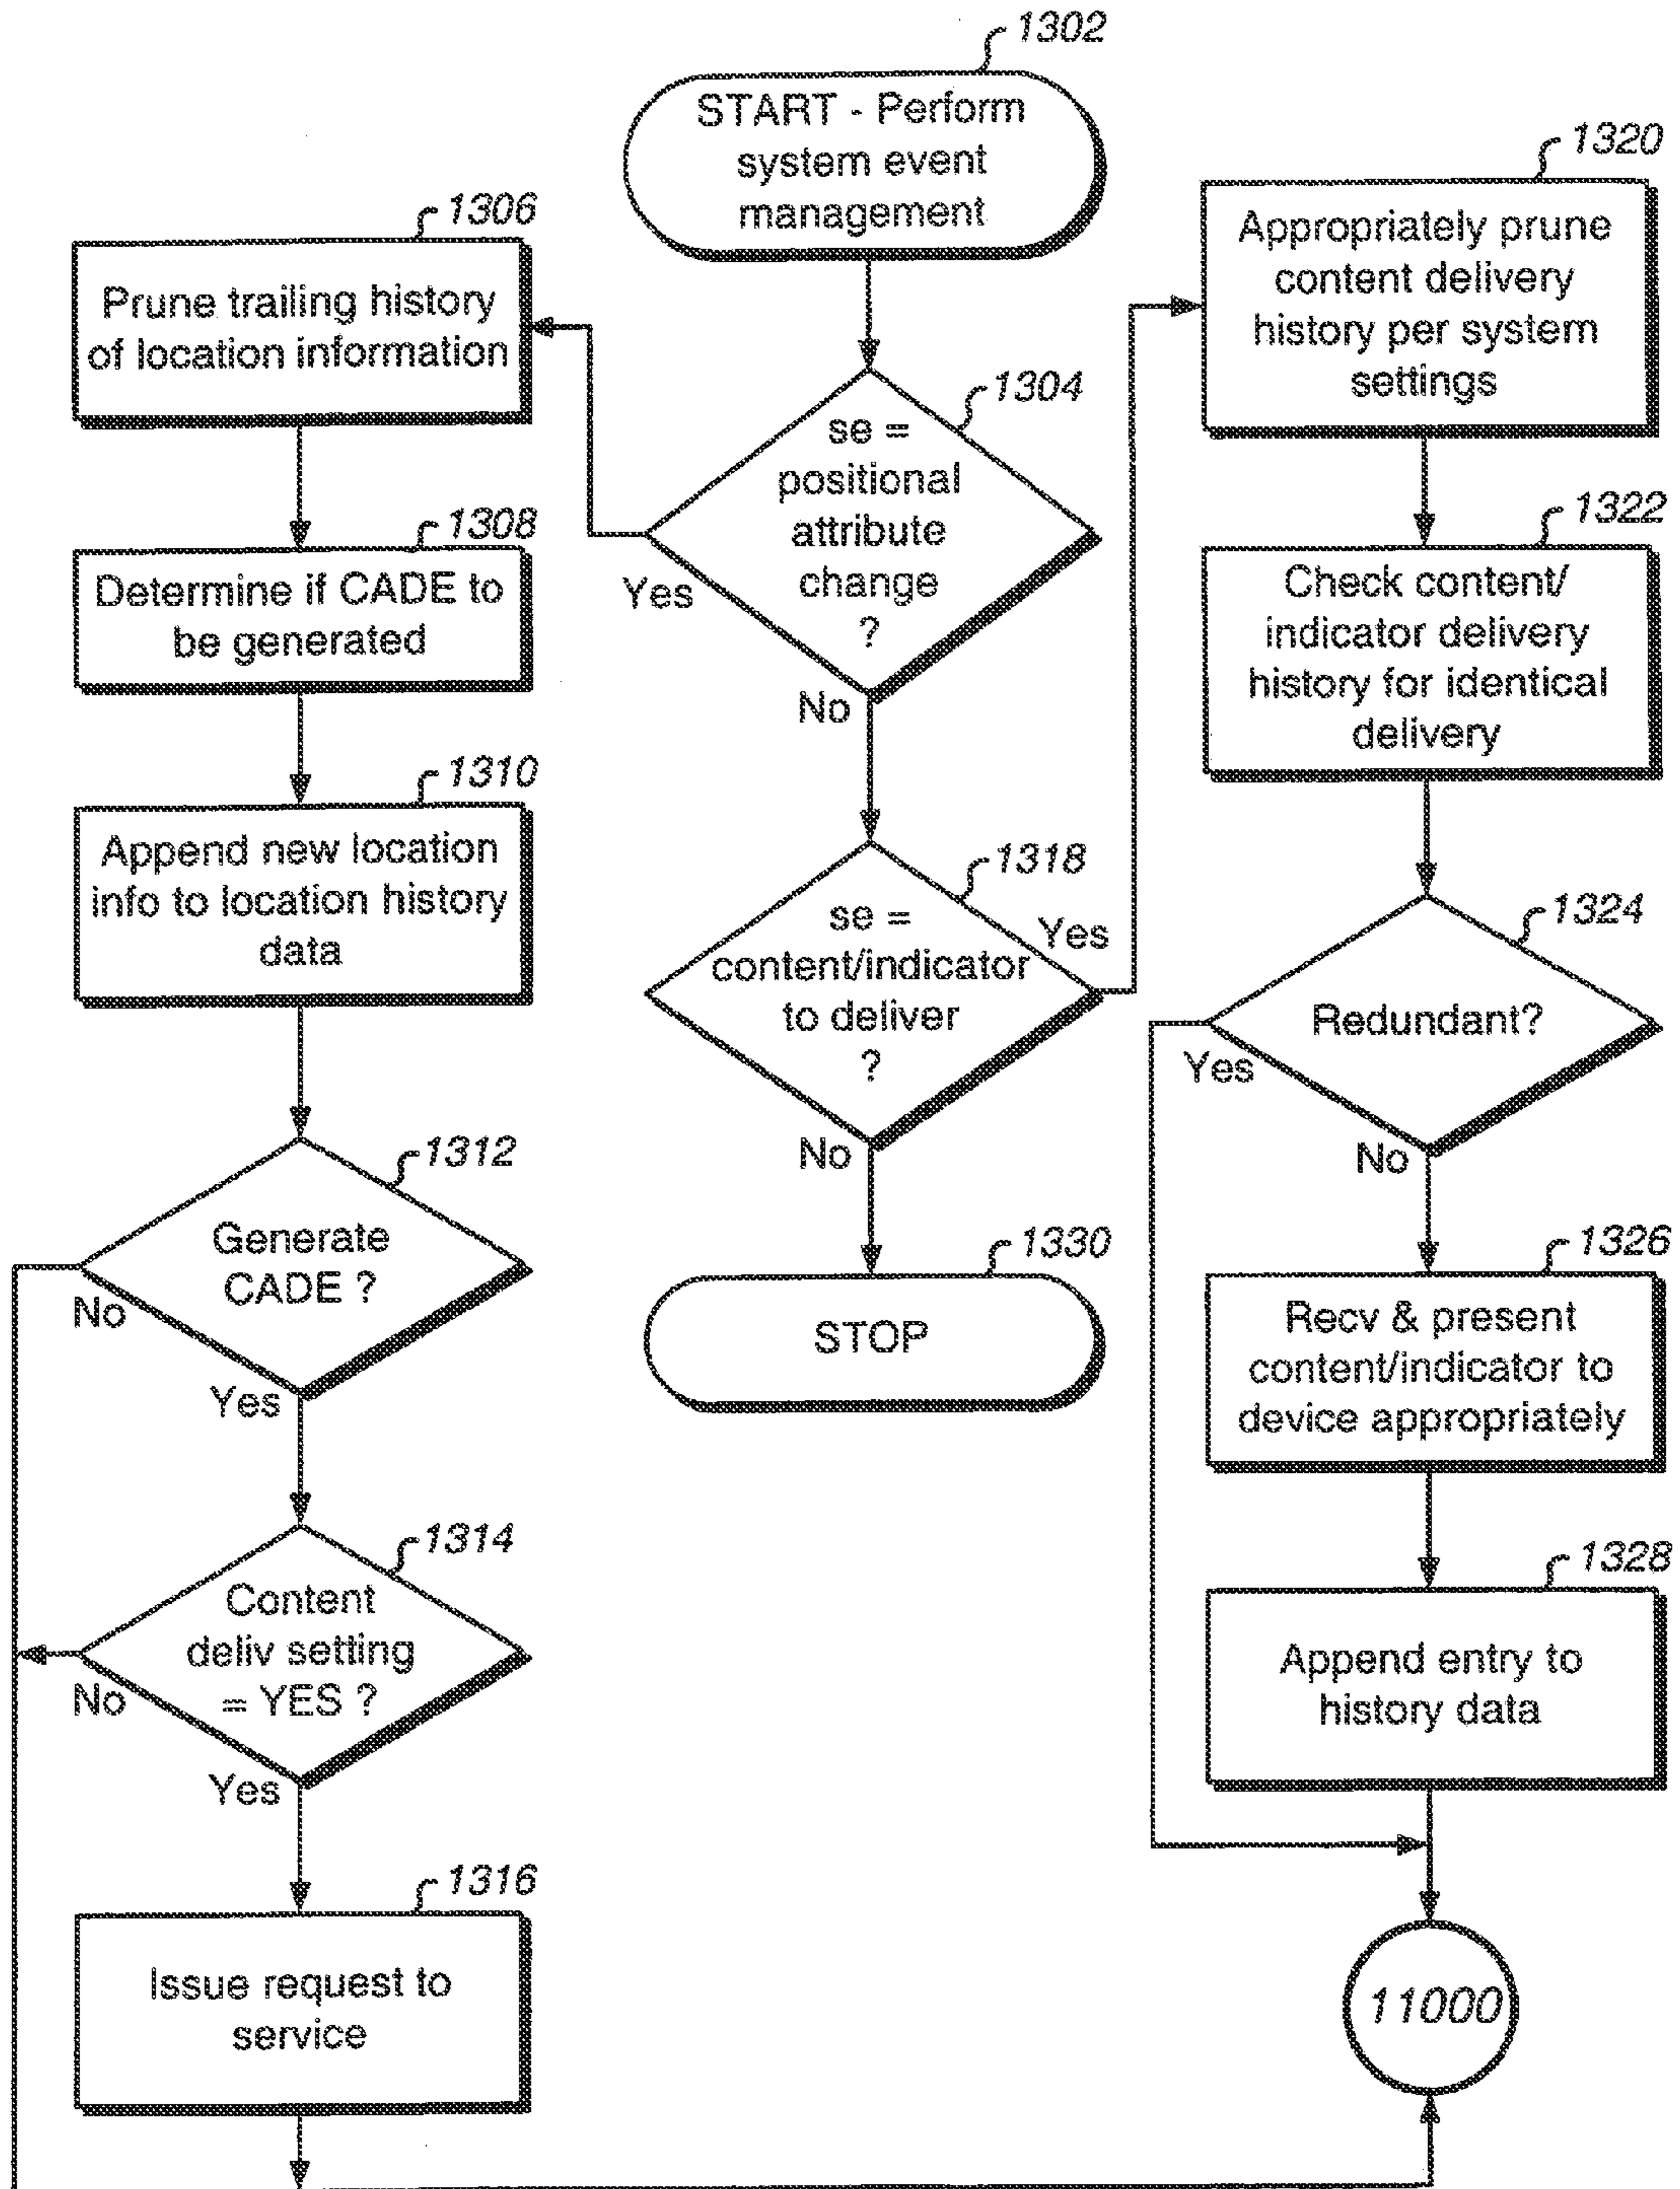 1302
START - Perform
system event
management
1306
Prune trailing history
of location information
1308
Determine if CADE to
be generated
1310
Append new location
info to location history
data
1312
Generate
CADE ?
No
Yes
1314
Content
deliv setting
= YES ?
No
Yes
1316
Issue request to
service
1304
se =
positional
attribute
change
?
Yes
No
1318
se =
content/indicator
to deliver
?
Yes
No
1330
STOP
1320
Appropriately prune
content delivery
history per system
settings
1322
Check content/
indicator delivery
history for identical
delivery
1324
Redundant?
Yes
No
1326
Recv & present
content/indicator to
device appropriately
1328
Append entry to
history data
11000